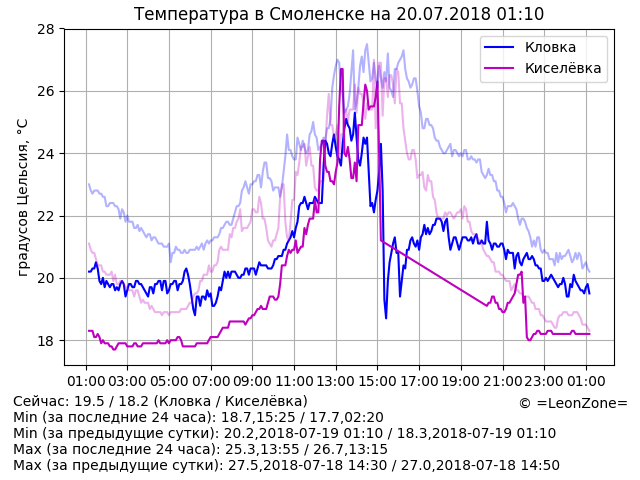 Температура в Смоленске на 20.07.2018 01:10
Кловка
Киселёвка
градусов Цельсия, °C
28
26
24
22
20
18
01:00 03:00 05:00 07:00 09:00 11:00 13:00 15:00 17:00 19:00 21:00 23:00 01:00
© =LeonZone=
Сейчас: 19.5 / 18.2 (Кловка / Киселёвка)
Min (за последние 24 часа): 18.7,15:25 / 17.7,02:20
Min (за предыдущие сутки): 20.2,2018-07-19 01:10 / 18.3,2018-07-19 01:10
Max (за последние 24 часа): 25.3,13:55 / 26.7,13:15
Max (за предыдущие сутки): 27.5,2018-07-18 14:30 / 27.0,2018-07-18 14:50